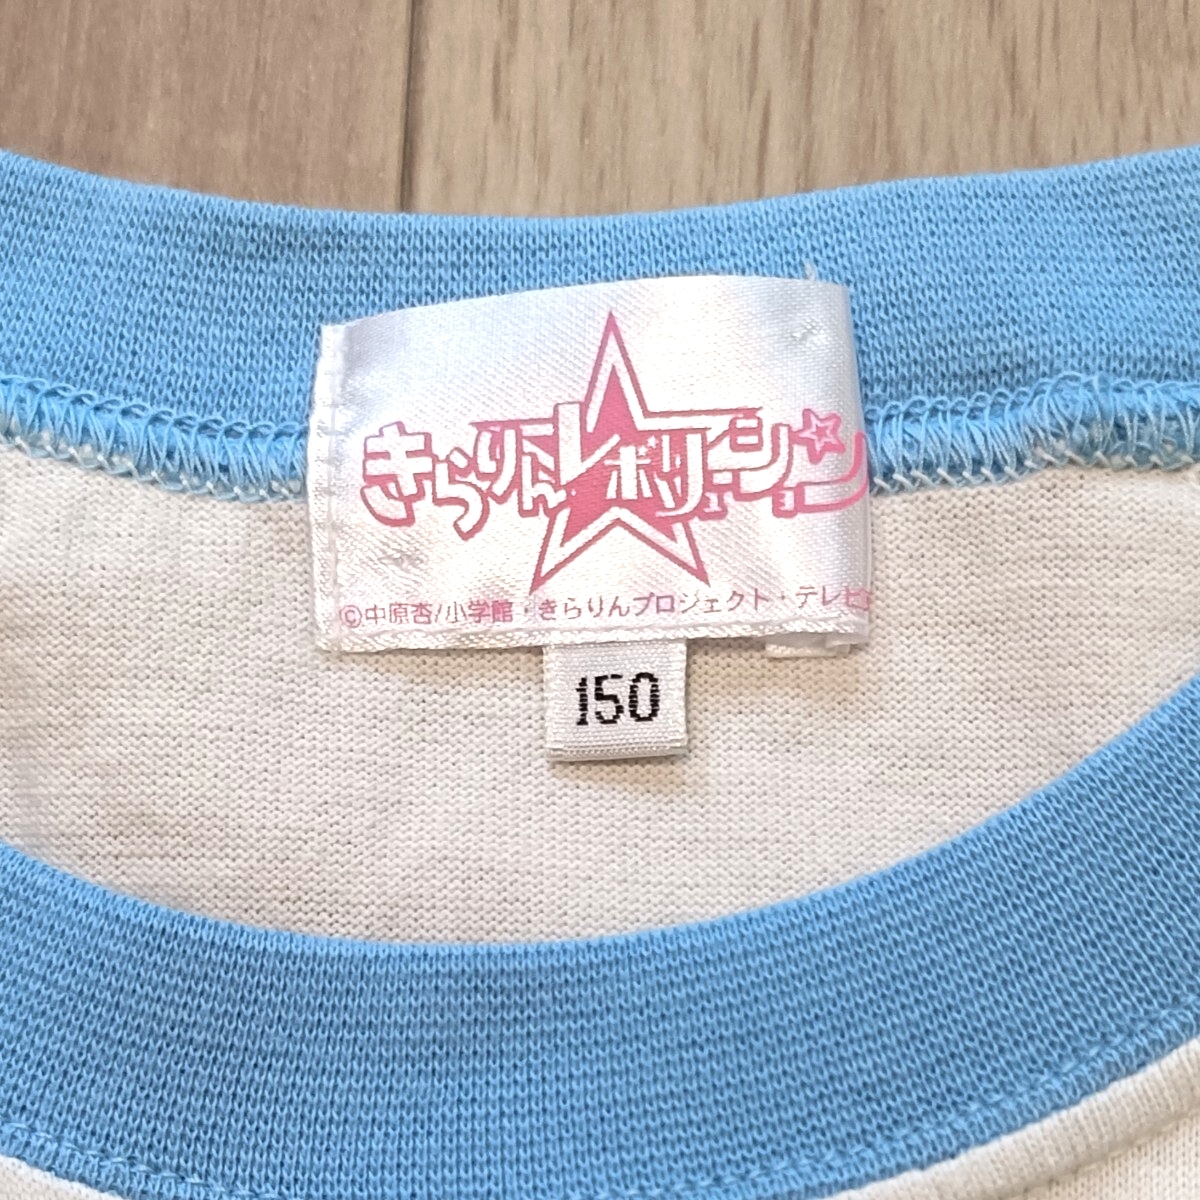 きらりんレボリューション
©中原杏/小学館・きらりんプロジェクト・テレビ
150